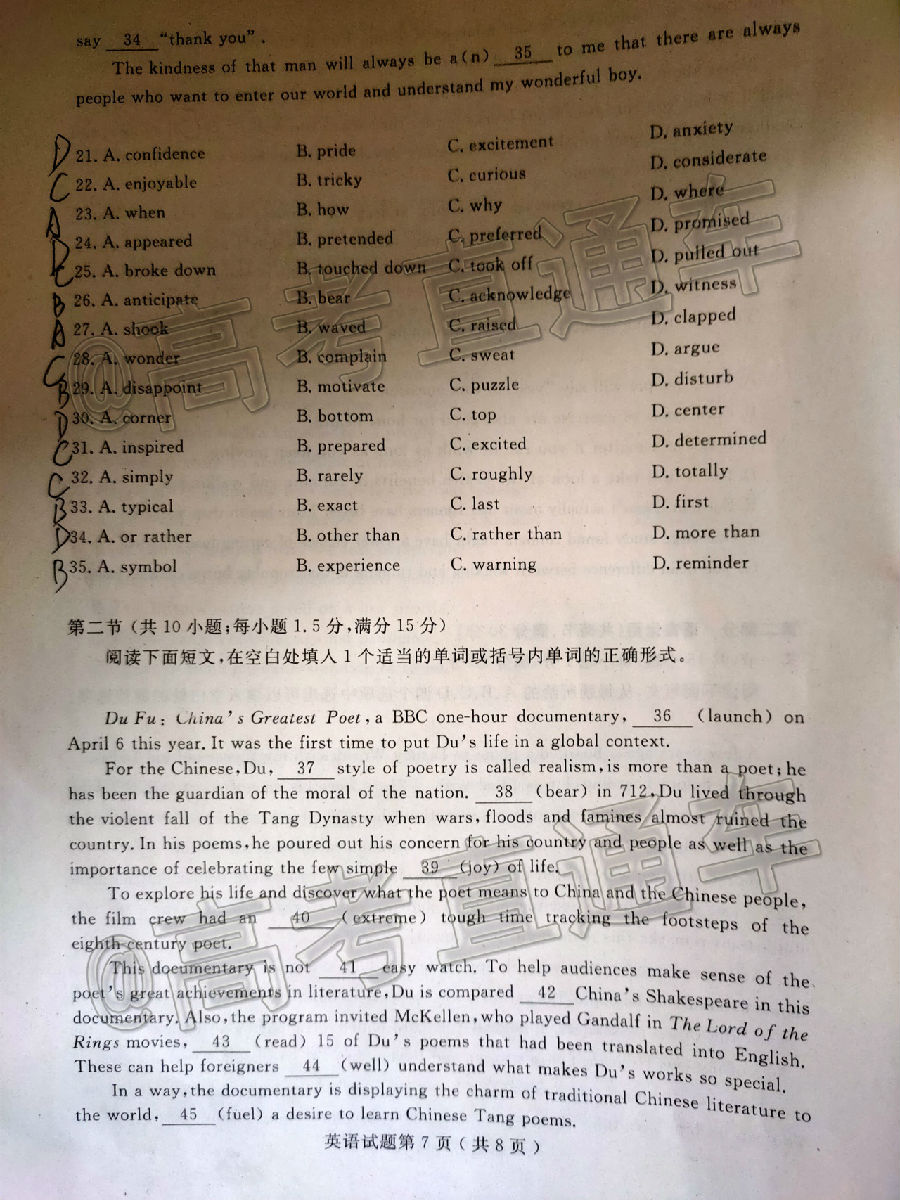 say 34 "thank you".
The kindness of that man will always be a(n) 35 to me that there are always
people who want to enter our world and understand my wonderful boy.
D 21. A. confidence B. pride C. excitement D. anxiety
C 22. A. enjoyable B. tricky C. curious D. considerate
A 23. A. when B. how C. why D. where
D 24. A. appeared B. pretended C. preferred D. promised
C 25. A. broke down B. touched down C. took off D. pulled out
B 26. A. anticipate B. bear C. acknowledge D. witness
A 27. A. shook B. waved C. raised D. clapped
C 28. A. wonder B. complain C. sweat D. argue
B 29. A. disappoint B. motivate C. puzzle D. disturb
D 30. A. corner B. bottom C. top D. center
C 31. A. inspired B. prepared C. excited D. determined
C 32. A. simply B. rarely C. roughly D. totally
B 33. A. typical B. exact C. last D. first
D 34. A. or rather B. other than C. rather than D. more than
B 35. A. symbol B. experience C. warning D. reminder
第二节（共10小题;每小题1.5分,满分15分）
阅读下面短文,在空白处填入1个适当的单词或括号内单词的正确形式。
Du Fu: China's Greatest Poet, a BBC one-hour documentary, 36 (launch) on
April 6 this year. It was the first time to put Du's life in a global context.
For the Chinese, Du, 37 style of poetry is called realism, is more than a poet; he
has been the guardian of the moral of the nation. 38 (bear) in 712, Du lived through
the violent fall of the Tang Dynasty when wars, floods and famines almost ruined the
country. In his poems, he poured out his concern for his country and people as well as the
importance of celebrating the few simple 39 (joy) of life.
To explore his life and discover what the poet means to China and the Chinese people,
the film crew had an 40 (extreme) tough time tracking the footsteps of the
eighth-century poet.
This documentary is not 41 easy watch. To help audiences make sense of the
poet's great achievements in literature, Du is compared 42 China's Shakespeare in this
documentary. Also, the program invited McKellen, who played Gandalf in The Lord of the
Rings movies, 43 (read) 15 of Du's poems that had been translated into English.
These can help foreigners 44 (well) understand what makes Du's works so special.
In a way, the documentary is displaying the charm of traditional Chinese literature to
the world, 45 (fuel) a desire to learn Chinese Tang poems.
英语试题第7页(共8页)
@高考直通车
@高考直通车